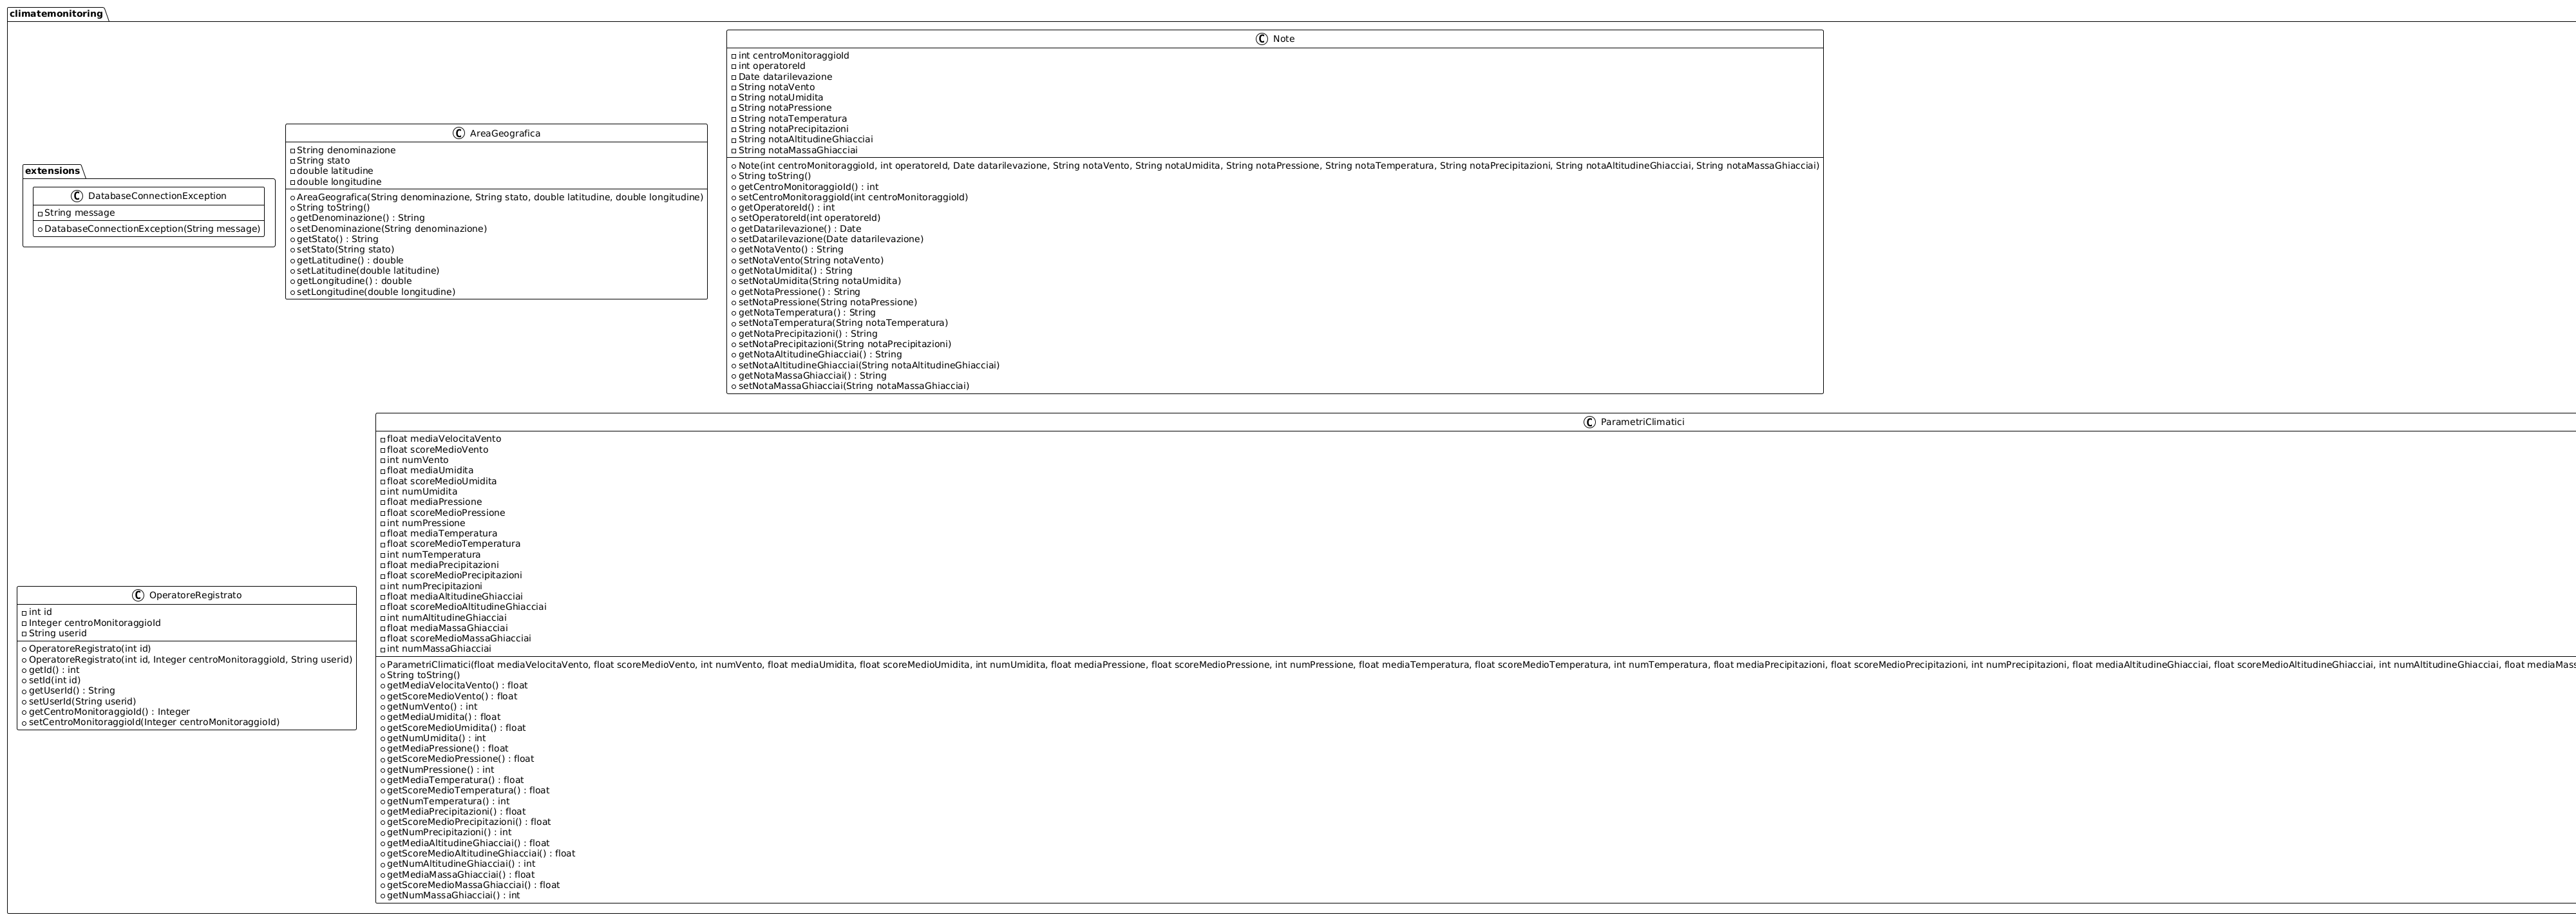 climatemonitoring
extensions
DatabaseConnectionException
String message
DatabaseConnectionException(String message)
AreaGeografica
String denominazione
String stato
double latitudine
double longitudine
AreaGeografica(String denominazione, String stato, double latitudine, double longitudine)
String toString()
getDenominazione() : String
setDenominazione(String denominazione)
getStato() : String
setStato(String stato)
getLatitudine() : double
setLatitudine(double latitudine)
getLongitudine() : double
setLongitudine(double longitudine)
Note
int centroMonitoraggioId
int operatoreId
Date datarilevazione
String notaVento
String notaUmidita
String notaPressione
String notaTemperatura
String notaPrecipitazioni
String notaAltitudineGhiacciai
String notaMassaGhiacciai
Note(int centroMonitoraggioId, int operatoreId, Date datarilevazione, String notaVento, String notaUmidita, String notaPressione, String notaTemperatura, String notaPrecipitazioni, String notaAltitudineGhiacciai, String notaMassaGhiacciai)
String toString()
getCentroMonitoraggioId() : int
setCentroMonitoraggioId(int centroMonitoraggioId)
getOperatoreId() : int
setOperatoreId(int operatoreId)
getDatarilevazione() : Date
setDatarilevazione(Date datarilevazione)
getNotaVento() : String
setNotaVento(String notaVento)
getNotaUmidita() : String
setNotaUmidita(String notaUmidita)
getNotaPressione() : String
setNotaPressione(String notaPressione)
getNotaTemperatura() : String
setNotaTemperatura(String notaTemperatura)
getNotaPrecipitazioni() : String
setNotaPrecipitazioni(String notaPrecipitazioni)
getNotaAltitudineGhiacciai() : String
setNotaAltitudineGhiacciai(String notaAltitudineGhiacciai)
getNotaMassaGhiacciai() : String
setNotaMassaGhiacciai(String notaMassaGhiacciai)
OperatoreRegistrato
int id
Integer centroMonitoraggioId
String userid
OperatoreRegistrato(int id)
OperatoreRegistrato(int id, Integer centroMonitoraggioId, String userid)
getId() : int
setId(int id)
getUserId() : String
setUserId(String userid)
getCentroMonitoraggioId() : Integer
setCentroMonitoraggioId(Integer centroMonitoraggioId)
ParametriClimatici
float mediaVelocitaVento
float scoreMedioVento
int numVento
float mediaUmidita
float scoreMedioUmidita
int numUmidita
float mediaPressione
float scoreMedioPressione
int numPressione
float mediaTemperatura
float scoreMedioTemperatura
int numTemperatura
float mediaPrecipitazioni
float scoreMedioPrecipitazioni
int numPrecipitazioni
float mediaAltitudineGhiacciai
float scoreMedioAltitudineGhiacciai
int numAltitudineGhiacciai
float mediaMassaGhiacciai
float scoreMedioMassaGhiacciai
int numMassaGhiacciai
ParametriClimatici(float mediaVelocitaVento, float scoreMedioVento, int numVento, float mediaUmidita, float scoreMedioUmidita, int numUmidita, float mediaPressione, float scoreMedioPressione, int numPressione, float mediaTemperatura, float scoreMedioTemperatura, int numTemperatura, float mediaPrecipitazioni, float scoreMedioPrecipitazioni, int numPrecipitazioni, float mediaAltitudineGhiacciai, float scoreMedioAltitudineGhiacciai, int numAltitudineGhiacciai, float mediaMas
String toString()
getMediaVelocitaVento() : float
getScoreMedioVento() : float
getNumVento() : int
getMediaUmidita() : float
getScoreMedioUmidita() : float
getNumUmidita() : int
getMediaPressione() : float
getScoreMedioPressione() : float
getNumPressione() : int
getMediaTemperatura() : float
getScoreMedioTemperatura() : float
getNumTemperatura() : int
getMediaPrecipitazioni() : float
getScoreMedioPrecipitazioni() : float
getNumPrecipitazioni() : int
getMediaAltitudineGhiacciai() : float
getScoreMedioAltitudineGhiacciai() : float
getNumAltitudineGhiacciai() : int
getMediaMassaGhiacciai() : float
getScoreMedioMassaGhiacciai() : float
getNumMassaGhiacciai() : int